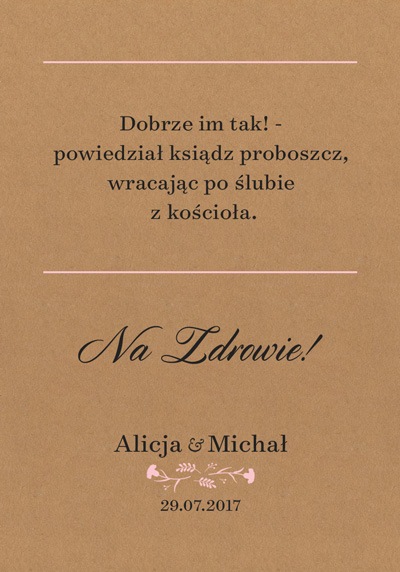 Dobrze im tak! -
powiedział ksiądz proboszcz,
wracając po ślubie
z kościoła.
Na Zdrowie!
Alicja & Michał
29.07.2017